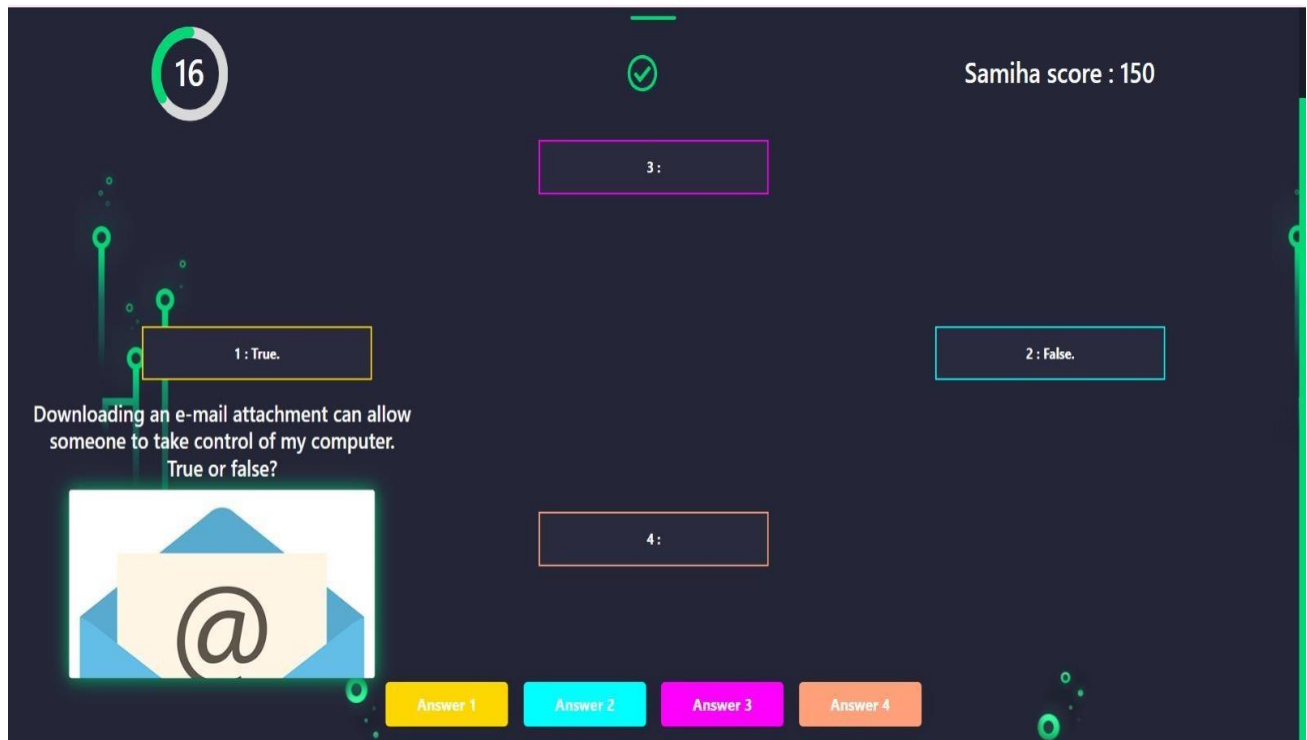 16
Samiha score : 150
3 :
1 : True.
2 : False.
Downloading an e-mail attachment can allow
someone to take control of my computer.
True or false?
4 :
@
Answer 1
Answer 2
Answer 3
Answer 4